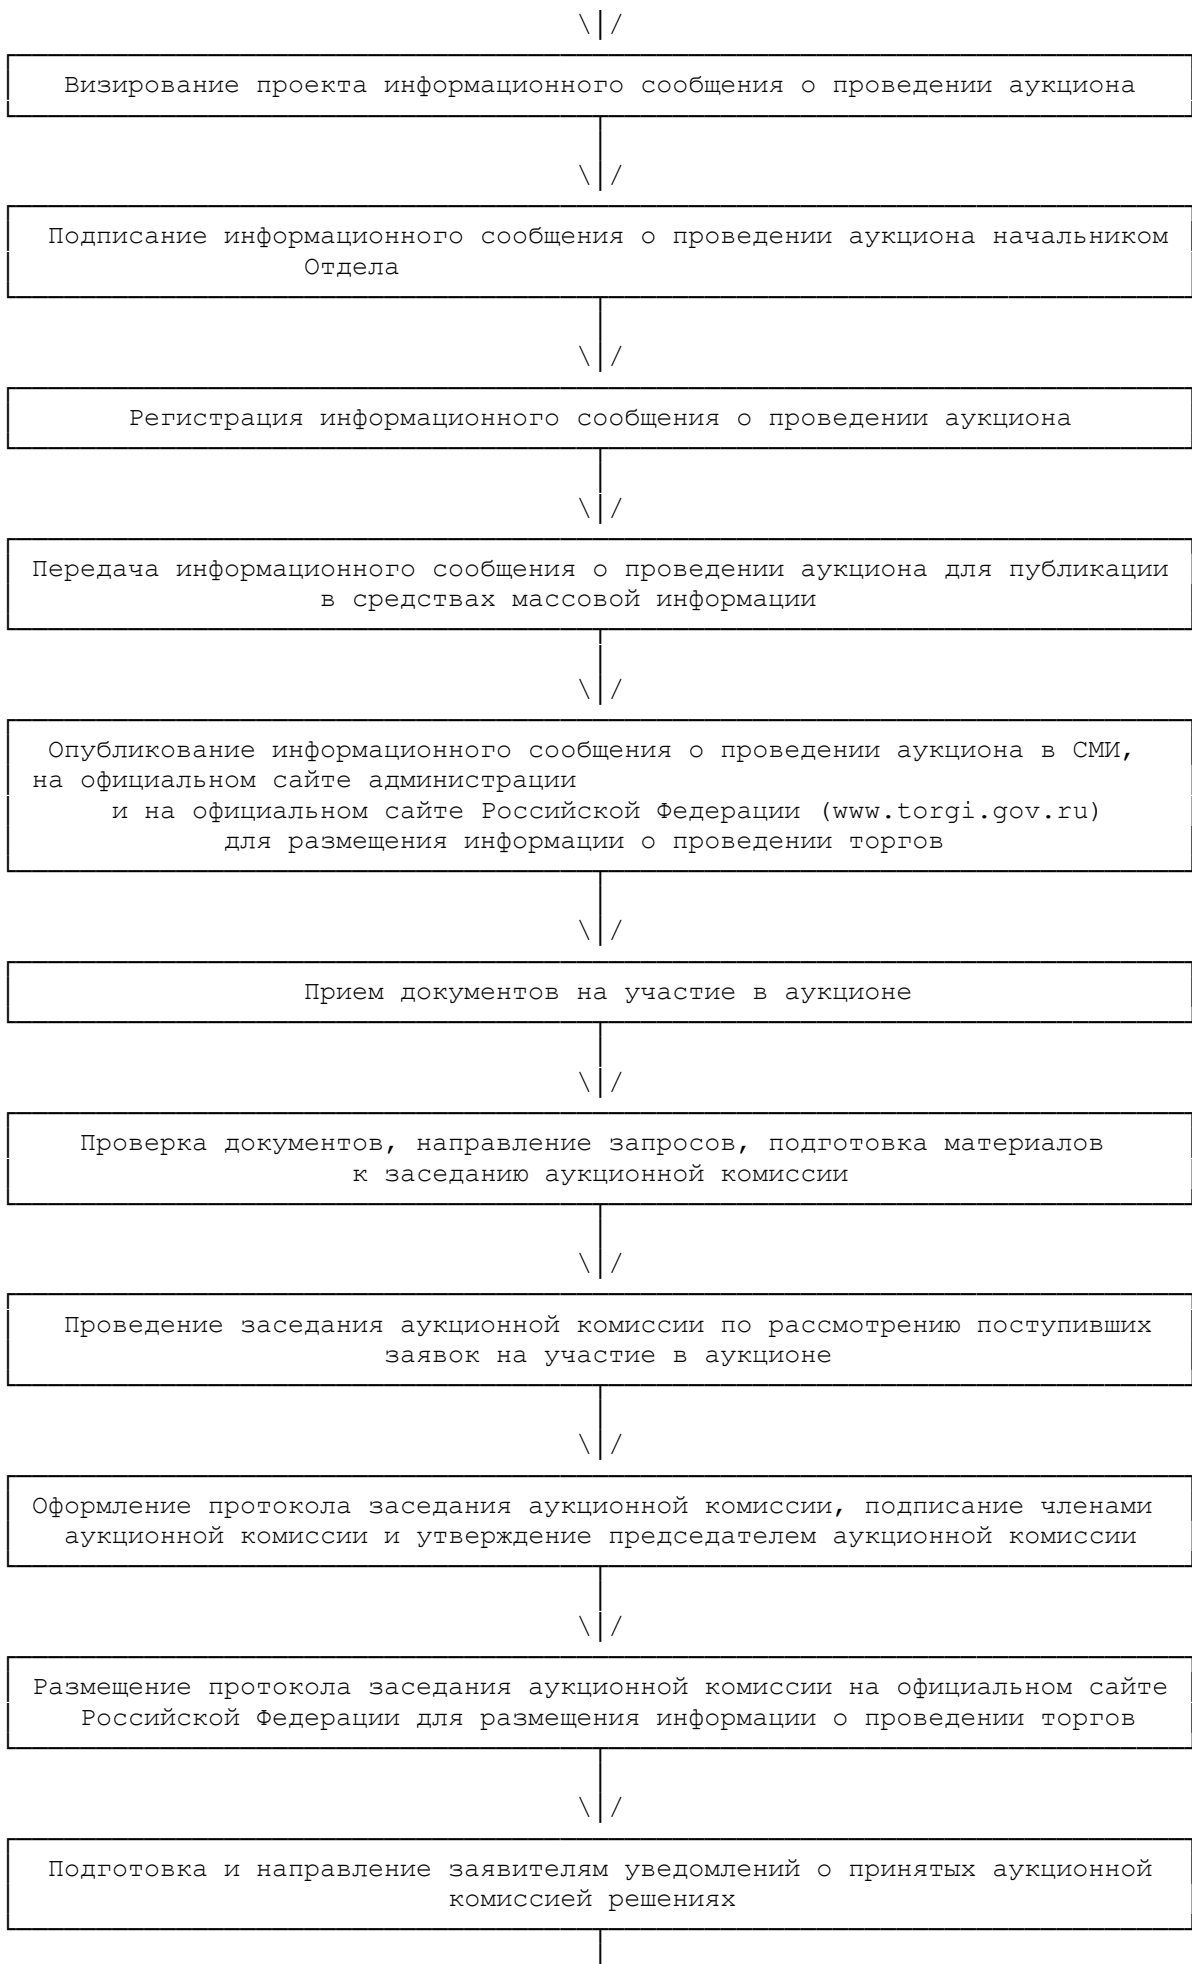 Визирование проекта информационного сообщения о проведении аукциона
Подписание информационного сообщения о проведении аукциона начальником
Отдела
Регистрация информационного сообщения о проведении аукциона
Передача информационного сообщения о проведении аукциона для публикации
в средствах массовой информации
Опубликование информационного сообщения о проведении аукциона в СМИ,
на официальном сайте администрации
и на официальном сайте Российской Федерации (www.torgi.gov.ru)
для размещения информации о проведении торгов
Прием документов на участие в аукционе
Проверка документов, направление запросов, подготовка материалов
к заседанию аукционной комиссии
Проведение заседания аукционной комиссии по рассмотрению поступивших
заявок на участие в аукционе
Оформление протокола заседания аукционной комиссии, подписание членами
аукционной комиссии и утверждение председателем аукционной комиссии
Размещение протокола заседания аукционной комиссии на официальном сайте
Российской Федерации для размещения информации о проведении торгов
Подготовка и направление заявителям уведомлений о принятых аукционной
комиссией решениях